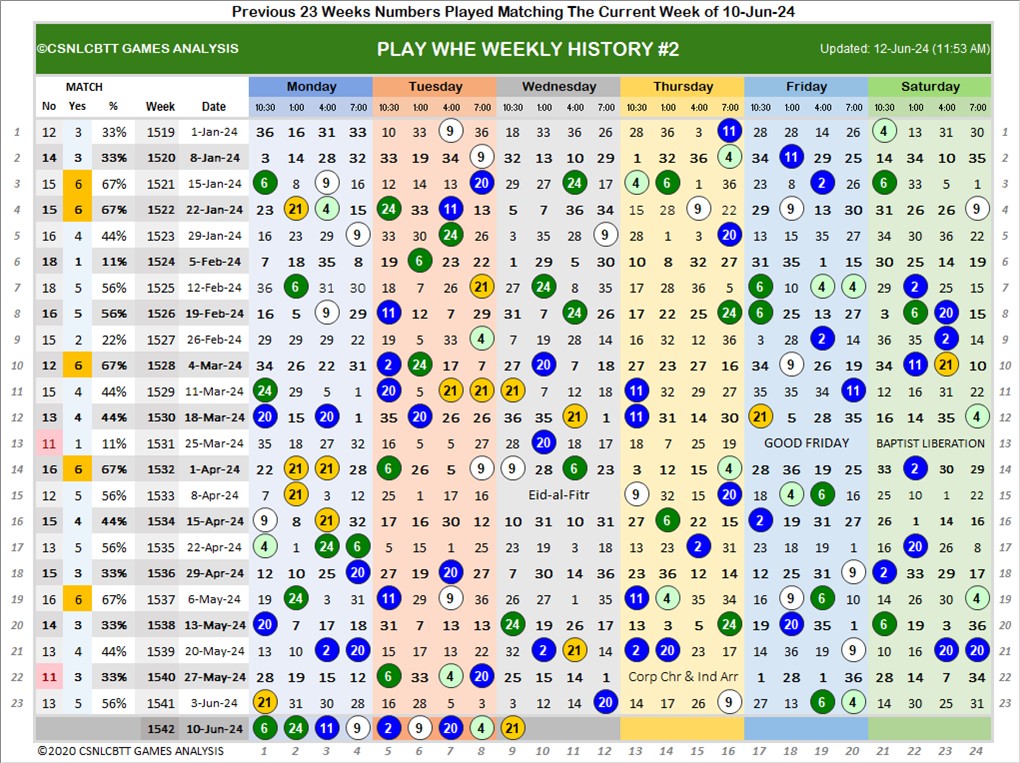 Previous 23 Weeks Numbers Played Matching The Current Week of 10-Jun-24
©CSNLCBTT GAMES ANALYSIS PLAY WHE WEEKLY HISTORY #2 Updated: 12-Jun-24 (11:53 AM)
MATCH Monday Tuesday Wednesday Thursday Friday Saturday
No Yes % Week Date 10:30 1:00 4:00 7:00 10:30 1:00 4:00 7:00 10:30 1:00 4:00 7:00 10:30 1:00 4:00 7:00 10:30 1:00 4:00 7:00 10:30 1:00 4:00 7:00
1 12 3 33% 1519 1-Jan-24 36 16 31 33 10 33 9 36 18 33 36 26 28 36 3 11 28 28 14 26 4 13 31 30 1
2 14 3 33% 1520 8-Jan-24 3 14 28 32 33 19 34 9 32 13 10 29 1 32 36 4 34 11 29 25 14 34 10 35 2
3 15 6 67% 1521 15-Jan-24 6 8 9 16 12 14 13 20 29 27 24 17 4 6 1 36 23 8 2 26 6 33 5 1 3
4 15 6 67% 1522 22-Jan-24 23 21 4 15 24 33 11 13 5 7 36 34 15 28 9 22 29 9 13 30 31 26 26 9 4
5 16 4 44% 1523 29-Jan-24 16 23 29 9 33 30 24 26 3 35 28 9 28 1 3 20 13 15 35 27 34 30 36 22 5
6 18 1 11% 1524 5-Feb-24 7 18 35 8 19 6 23 22 1 29 5 30 10 8 32 27 31 35 1 15 30 25 14 19 6
7 18 5 56% 1525 12-Feb-24 36 6 31 30 18 7 26 21 27 24 8 35 17 28 36 5 6 10 4 4 29 2 25 15 7
8 16 5 56% 1526 19-Feb-24 16 5 9 29 11 12 7 29 31 7 24 26 17 22 25 24 6 25 13 27 3 6 20 15 8
9 15 2 22% 1527 26-Feb-24 29 29 29 22 19 5 33 4 7 19 28 14 16 32 12 36 3 28 2 14 36 35 2 14 9
10 12 6 67% 1528 4-Mar-24 34 26 22 31 2 24 17 7 27 20 7 18 27 23 27 16 34 9 26 19 34 11 21 10 10
11 15 4 44% 1529 11-Mar-24 24 29 5 1 20 5 21 21 9 7 12 18 11 32 27 28 35 35 34 11 12 16 31 22 11
12 13 4 44% 1530 18-Mar-24 20 15 20 1 35 20 26 26 36 35 21 1 11 31 14 30 21 5 28 35 16 14 35 4 12
13 11 1 11% 1531 25-Mar-24 35 18 27 32 16 5 5 27 28 20 18 17 18 7 25 19 GOOD FRIDAY BAPTIST LIBERATION 13
14 16 6 67% 1532 1-Apr-24 22 21 21 28 6 26 5 9 9 28 6 23 3 12 15 4 28 36 19 25 33 2 30 29 14
15 12 5 56% 1533 8-Apr-24 7 21 3 12 25 1 17 16 Eid-al-Fitr 9 32 15 20 18 4 6 16 25 10 1 22 15
16 15 4 44% 1534 15-Apr-24 9 8 21 32 17 16 30 12 10 31 10 31 27 6 22 15 2 19 31 27 26 1 14 16 16
17 13 5 56% 1535 22-Apr-24 4 1 24 6 5 15 1 25 23 19 3 18 13 23 2 31 23 18 19 1 16 20 26 8 17
18 15 3 33% 1536 29-Apr-24 12 10 25 20 27 19 20 27 7 30 14 36 23 36 12 14 12 25 31 9 2 33 29 17 18
19 16 6 67% 1537 6-May-24 19 24 3 31 11 29 9 36 26 27 1 35 11 4 35 34 16 9 6 10 14 26 30 4 19
20 14 3 33% 1538 13-May-24 20 7 17 18 31 7 13 13 24 19 26 17 13 3 5 24 19 20 34 35 6 19 3 36 20
21 13 4 44% 1539 20-May-24 13 10 2 20 15 17 13 22 32 2 21 14 2 20 23 17 14 36 19 9 10 16 20 20 21
22 11 3 33% 1540 27-May-24 28 19 15 12 6 33 4 20 25 15 14 1 Corp Chr & Ind Arr 1 28 1 36 28 14 7 34 22
23 13 5 56% 1541 3-Jun-24 21 31 30 28 16 28 5 3 3 24 12 20 14 17 26 9 27 13 6 4 14 30 25 31 23
1542 10-Jun-24 6 24 11 9 2 9 20 4 21
©2020 CSNLCBTT GAMES ANALYSIS 1 2 3 4 5 6 7 8 9 10 11 12 13 14 15 16 17 18 19 20 21 22 23 24